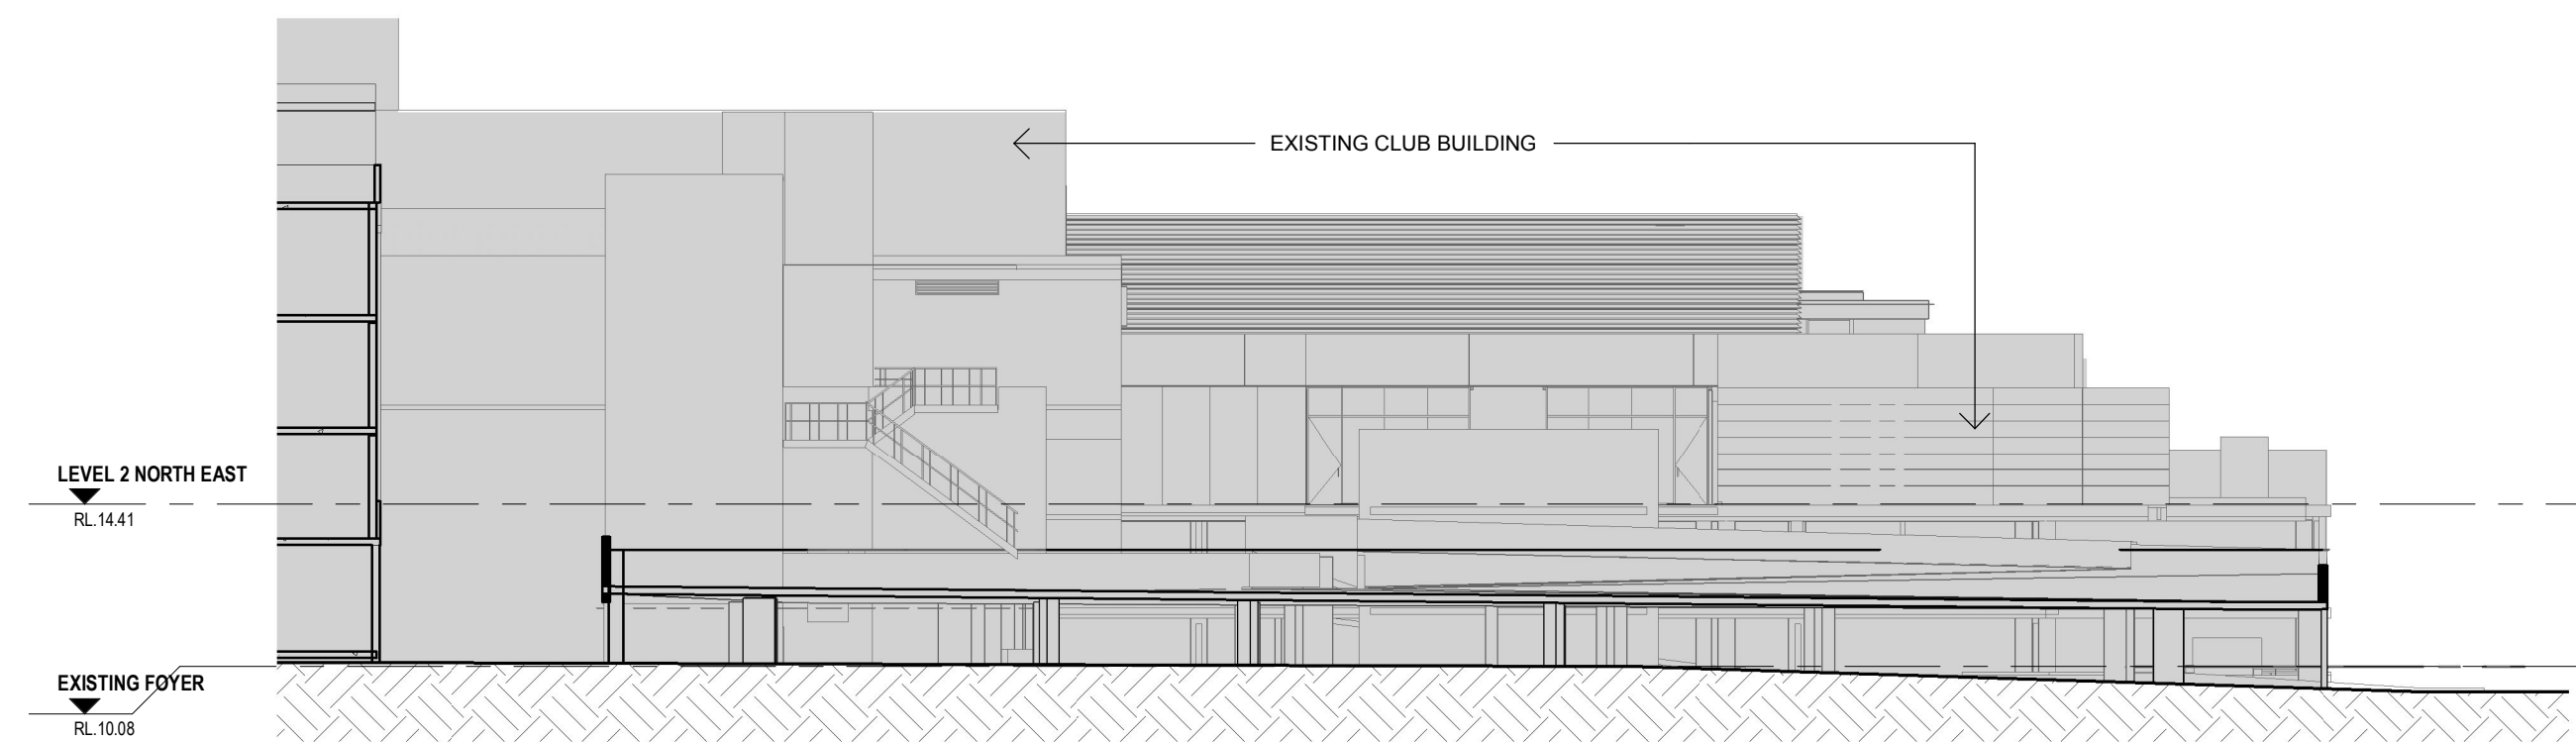 EXISTING CLUB BUILDING
LEVEL 2 NORTH EAST
RL.14.41
EXISTING FOYER
RL.10.08